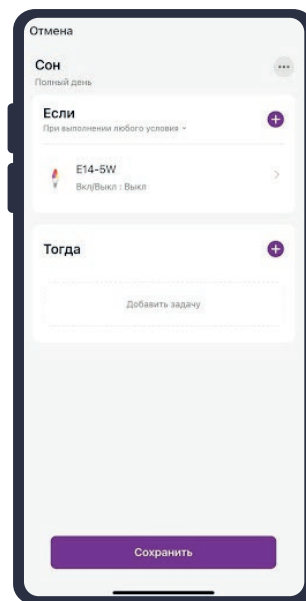 Отмена
Сон
Полный день
Если
При выполнении любого условия
E14-5W
Вкл/Выкл : Выкл
Тогда
Добавить задачу
Сохранить